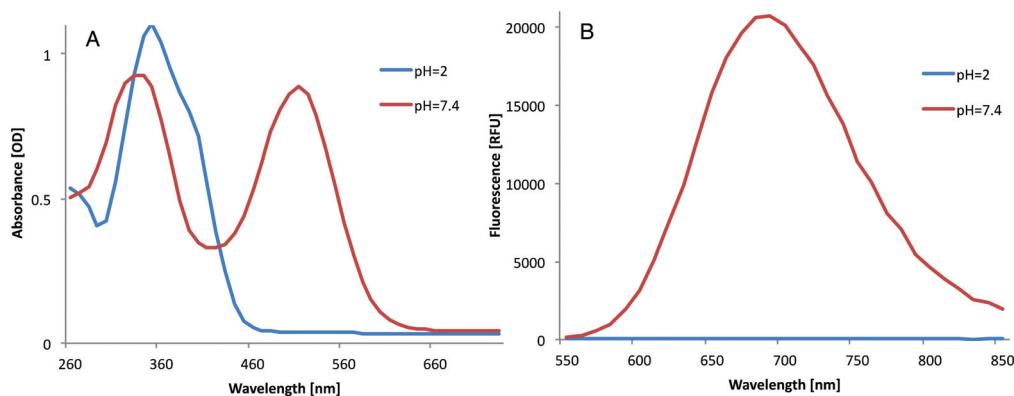 A
pH=2
pH=7.4
Absorbance [OD]
1
0.5
0
260
360
460
560
660
Wavelength [nm]
B
pH=2
pH=7.4
Fluorescence [RFU]
20000
15000
10000
5000
0
550
600
650
700
750
800
850
Wavelength [nm]